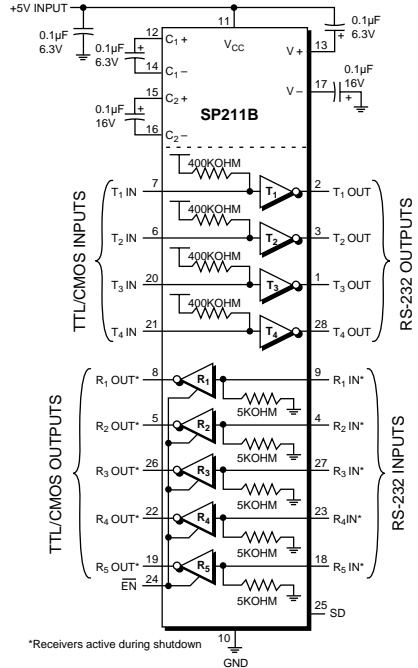 +5V INPUT
0.1µF
6.3V
12
C1+
0.1µF
6.3V
14
C1–
15
C2+
0.1µF
16V
16
C2–
11
VCC
V+
13
0.1µF
6.3V
V–
17
0.1µF
16V
SP211B
TTL/CMOS INPUTS
RS-232 OUTPUTS
400KOHM
T1 IN
7
T1
2
T1 OUT
400KOHM
T2 IN
6
T2
3
T2 OUT
400KOHM
T3 IN
20
T3
1
T3 OUT
400KOHM
T4 IN
21
T4
28
T4 OUT
TTL/CMOS OUTPUTS
RS-232 INPUTS
R1 OUT*
8
R1
9
R1 IN*
5KOHM
R2 OUT*
5
R2
4
R2 IN*
5KOHM
R3 OUT*
26
R3
27
R3 IN*
5KOHM
R4 OUT*
22
R4
23
R4IN*
5KOHM
R5 OUT*
19
R5
18
R5 IN*
5KOHM
EN
24
25
SD
*Receivers active during shutdown
10
GND